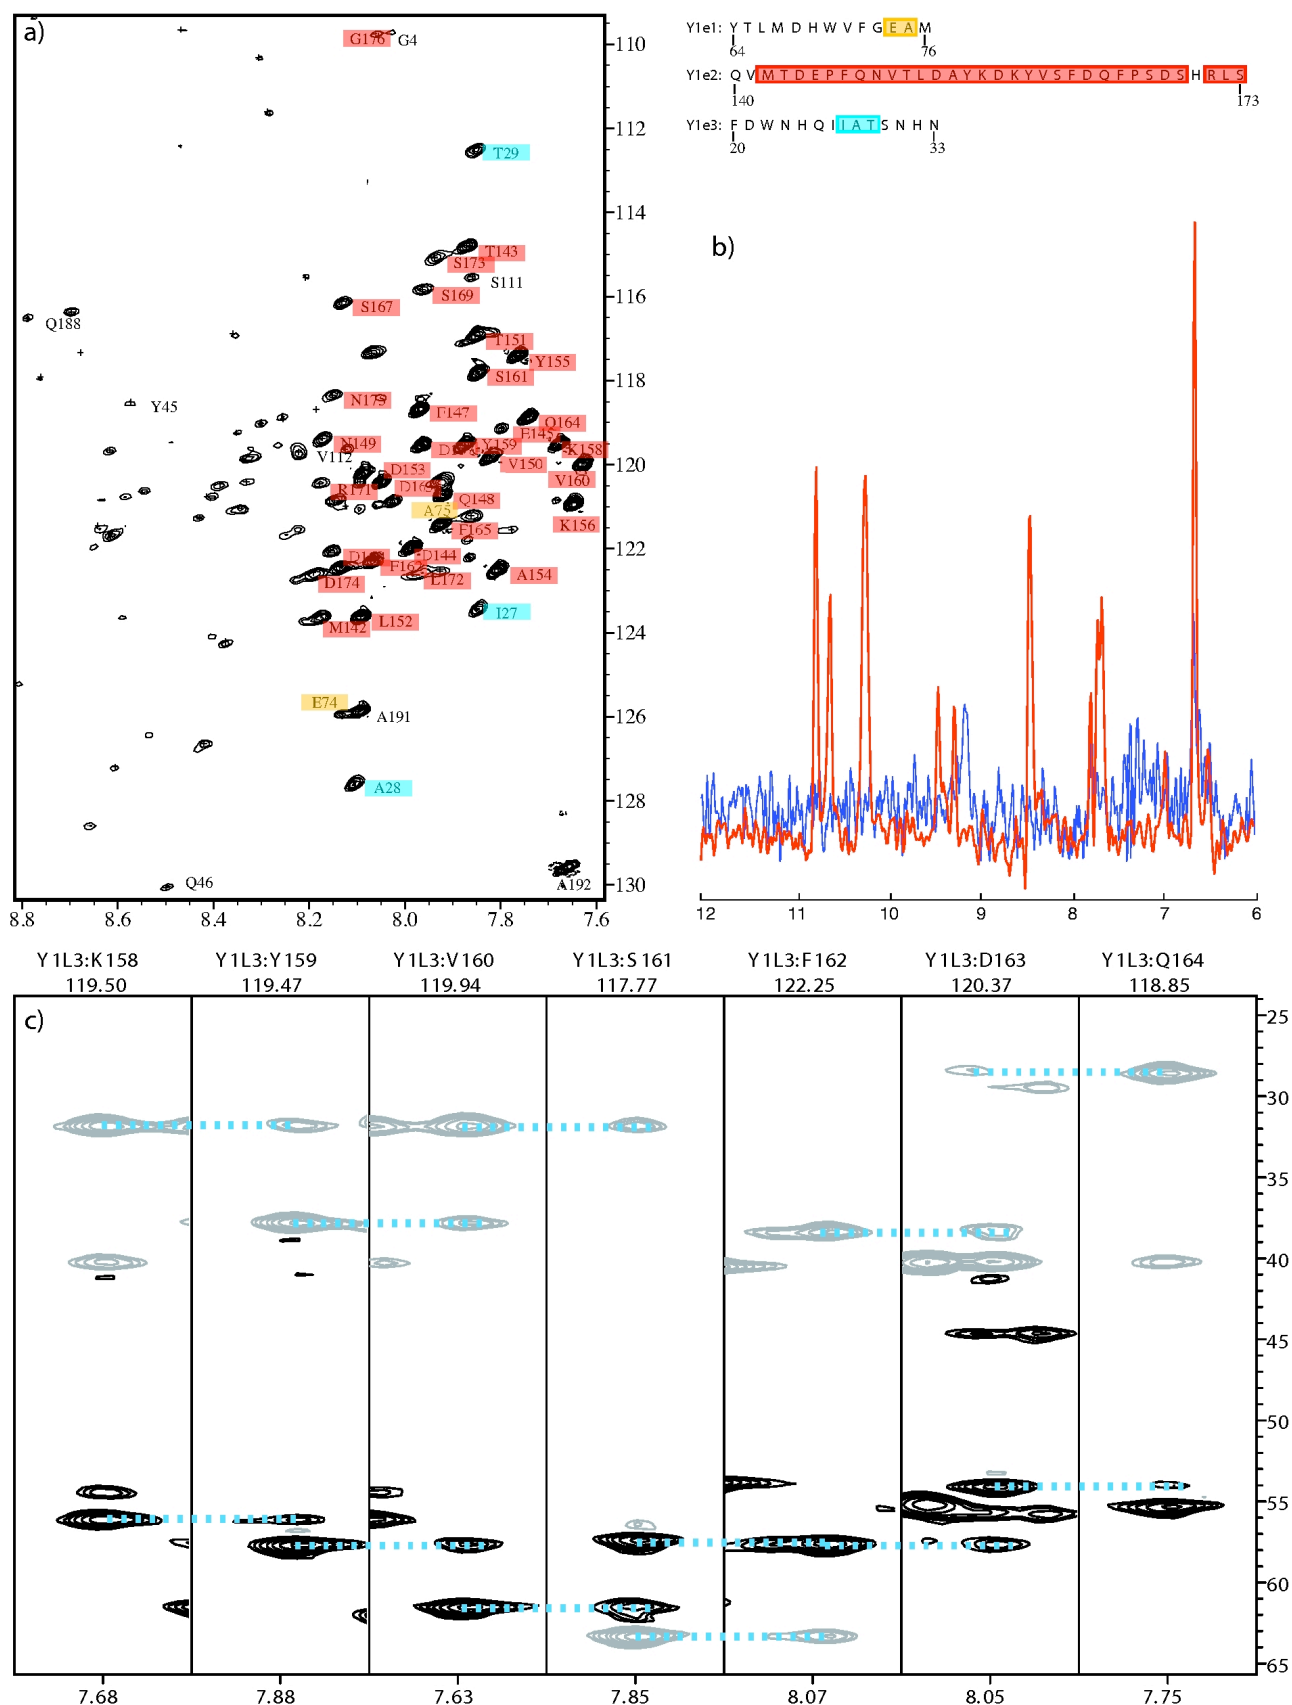 a)
G176 G4
T29
T143
S173
S111
S169
S167
Q188
T151
Y155
S161
Y45
N175
F147
Q164
E145
N149
Y159
K158
V112
V150
D153
V160
R171
Q148
A75
F165
K156
D144
F162
D174
L172
A154
I27
M142
L152
E74
A191
A28
Q46
A192
110
112
114
116
118
120
122
124
126
128
130
8.8 8.6 8.4 8.2 8.0 7.8 7.6
Y1e1: Y T L M D H W V F G E A M
64 76
Y1e2: Q V M T D E P F Q N V T L D A Y K D K Y V S F D Q F P S D S H R L S
140 173
Y1e3: F D W N H Q I I A T S N H N
20 33
b)
12 11 10 9 8 7 6
Y1L3:K158 Y1L3:Y159 Y1L3:V160 Y1L3:S161 Y1L3:F162 Y1L3:D163 Y1L3:Q164
119.50 119.47 119.94 117.77 122.25 120.37 118.85
c)
25
30
35
40
45
50
55
60
65
7.68 7.88 7.63 7.85 8.07 8.05 7.75